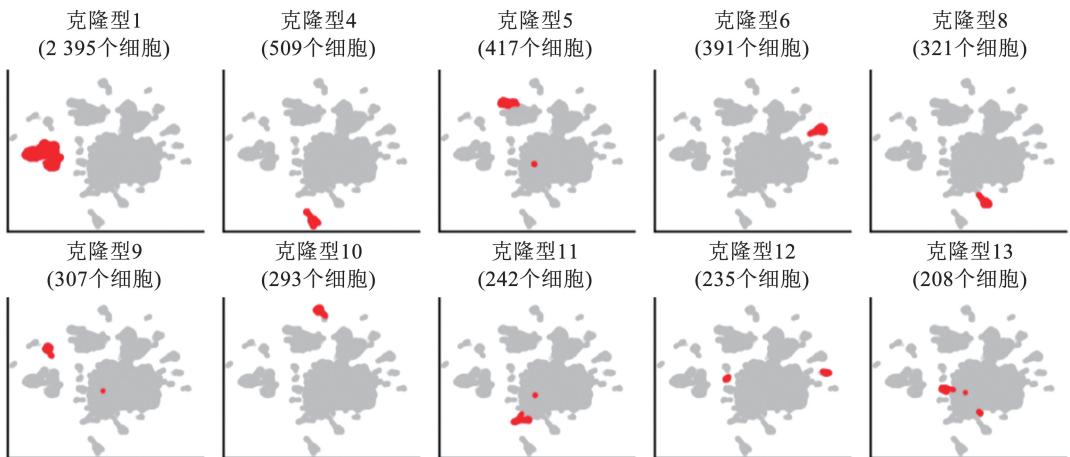 克隆型1
(2 395个细胞)
克隆型4
(509个细胞)
克隆型5
(417个细胞)
克隆型6
(391个细胞)
克隆型8
(321个细胞)
克隆型9
(307个细胞)
克隆型10
(293个细胞)
克隆型11
(242个细胞)
克隆型12
(235个细胞)
克隆型13
(208个细胞)